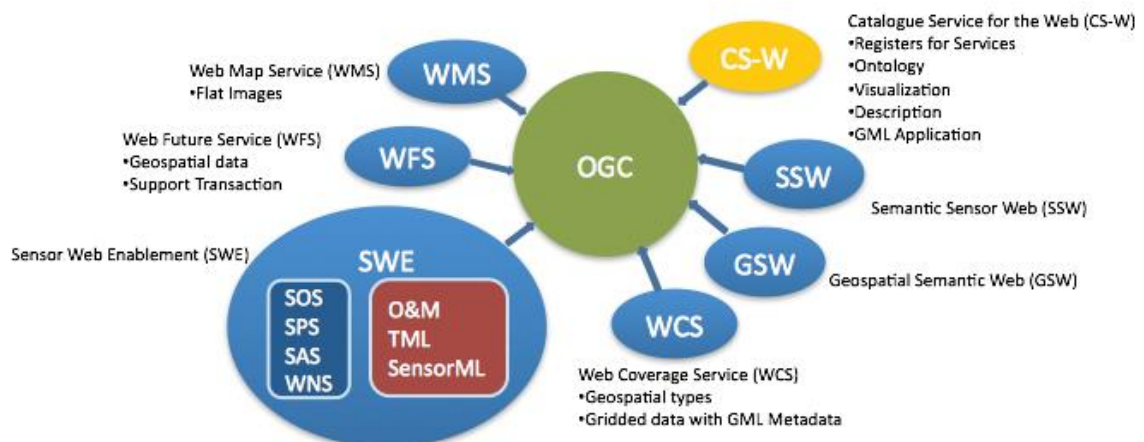 Web Map Service (WMS)
•Flat Images
WMS
CS-W
Catalogue Service for the Web (CS-W)
•Registers for Services
•Ontology
•Visualization
•Description
•GML Application
Web Future Service (WFS)
•Geospatial data
•Support Transaction
WFS
OGC
SSW
Semantic Sensor Web (SSW)
Sensor Web Enablement (SWE)
SWE
SOS
SPS
SAS
WNS
O&M
TML
SensorML
GSW
Geospatial Semantic Web (GSW)
WCS
Web Coverage Service (WCS)
•Geospatial types
•Gridded data with GML Metadata